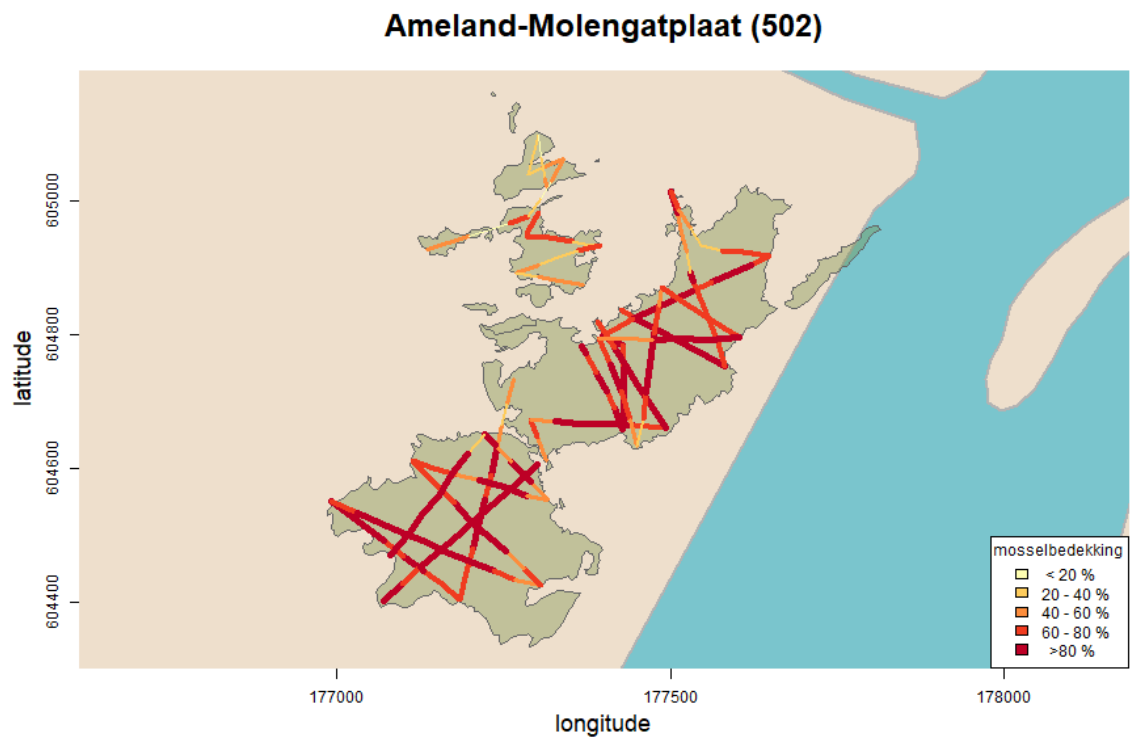 Ameland-Molengatplaat (502)
latitude
605000
604800
604600
604400
177000
177500
178000
longitude
mosselbedekking
< 20 %
20 - 40 %
40 - 60 %
60 - 80 %
>80 %